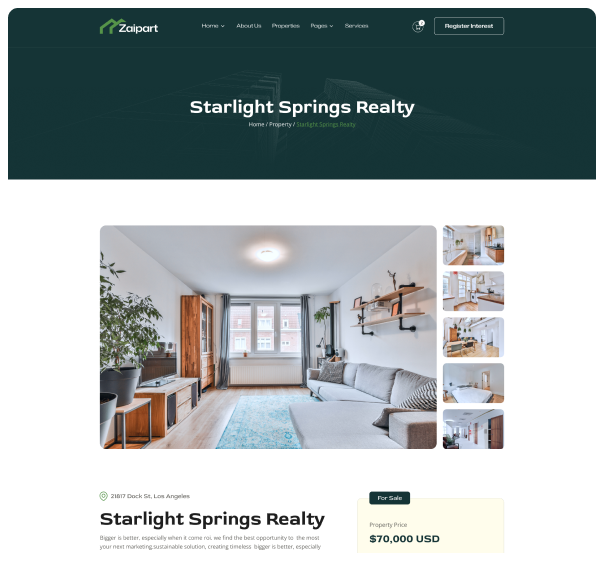 Zaipart
Home
About Us
Properties
Pages
Services
Register Interest
Starlight Springs Realty
Home / Property / Starlight Springs Realty
21817 Dock St, Los Angeles
For Sale
Starlight Springs Realty
Property Price
Bigger is better, especially when it come roi, we find the best opportunity to the most
$70,000 USD
your next marketing,sustainable solution, creating timeless bigger is better, especially